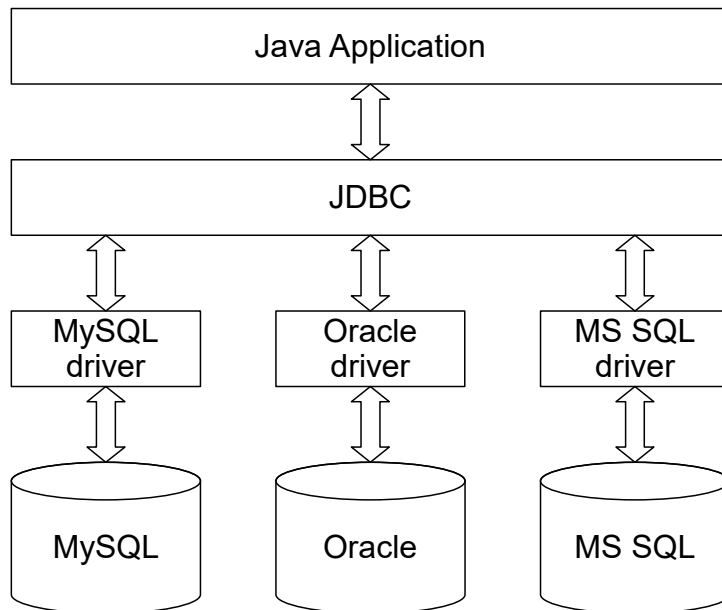 Java Application
JDBC
MySQL
driver
Oracle
driver
MS SQL
driver
MySQL
Oracle
MS SQL